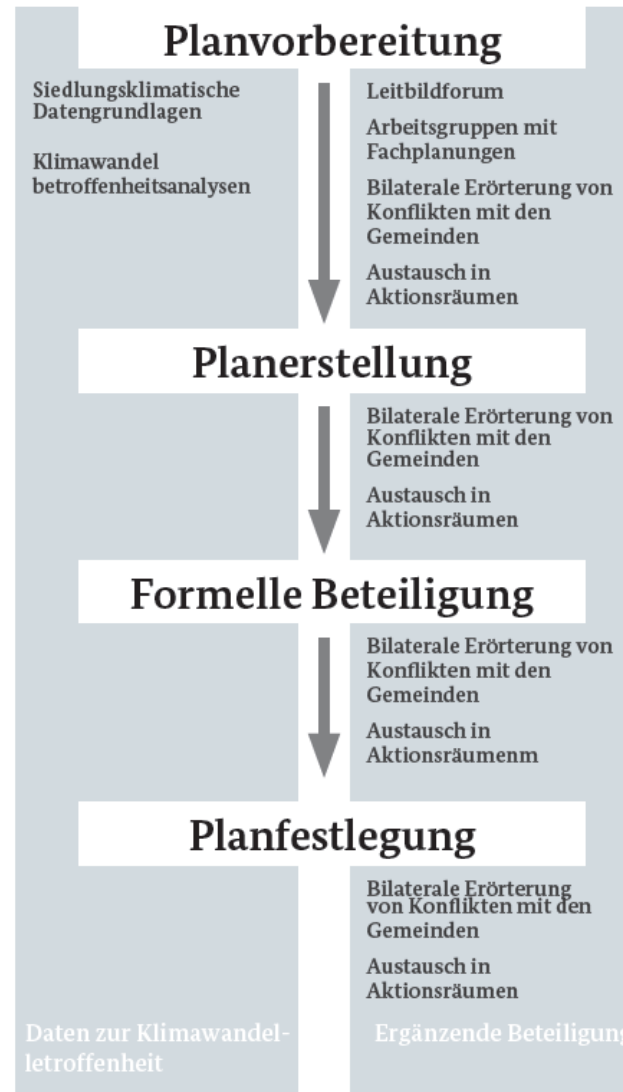 Planvorbereitung
Siedlungsklimatische
Datengrundlagen
Klimawandel
betroffenheitsanalysen
Leitbildforum
Arbeitsgruppen mit
Fachplanungen
Bilaterale Erörterung von
Konflikten mit den
Gemeinden
Austausch in
Aktionsräumen
Planerstellung
Bilaterale Erörterung von
Konflikten mit den
Gemeinden
Austausch in
Aktionsräumen
Formelle Beteiligung
Bilaterale Erörterung von
Konflikten mit den
Gemeinden
Austausch in
Aktionsräumenm
Planfestlegung
Bilaterale Erörterung
von Konflikten mit den
Gemeinden
Austausch in
Aktionsräumen
Daten zur Klimawandel-
letroffenheit
Ergänzende Beteiligung